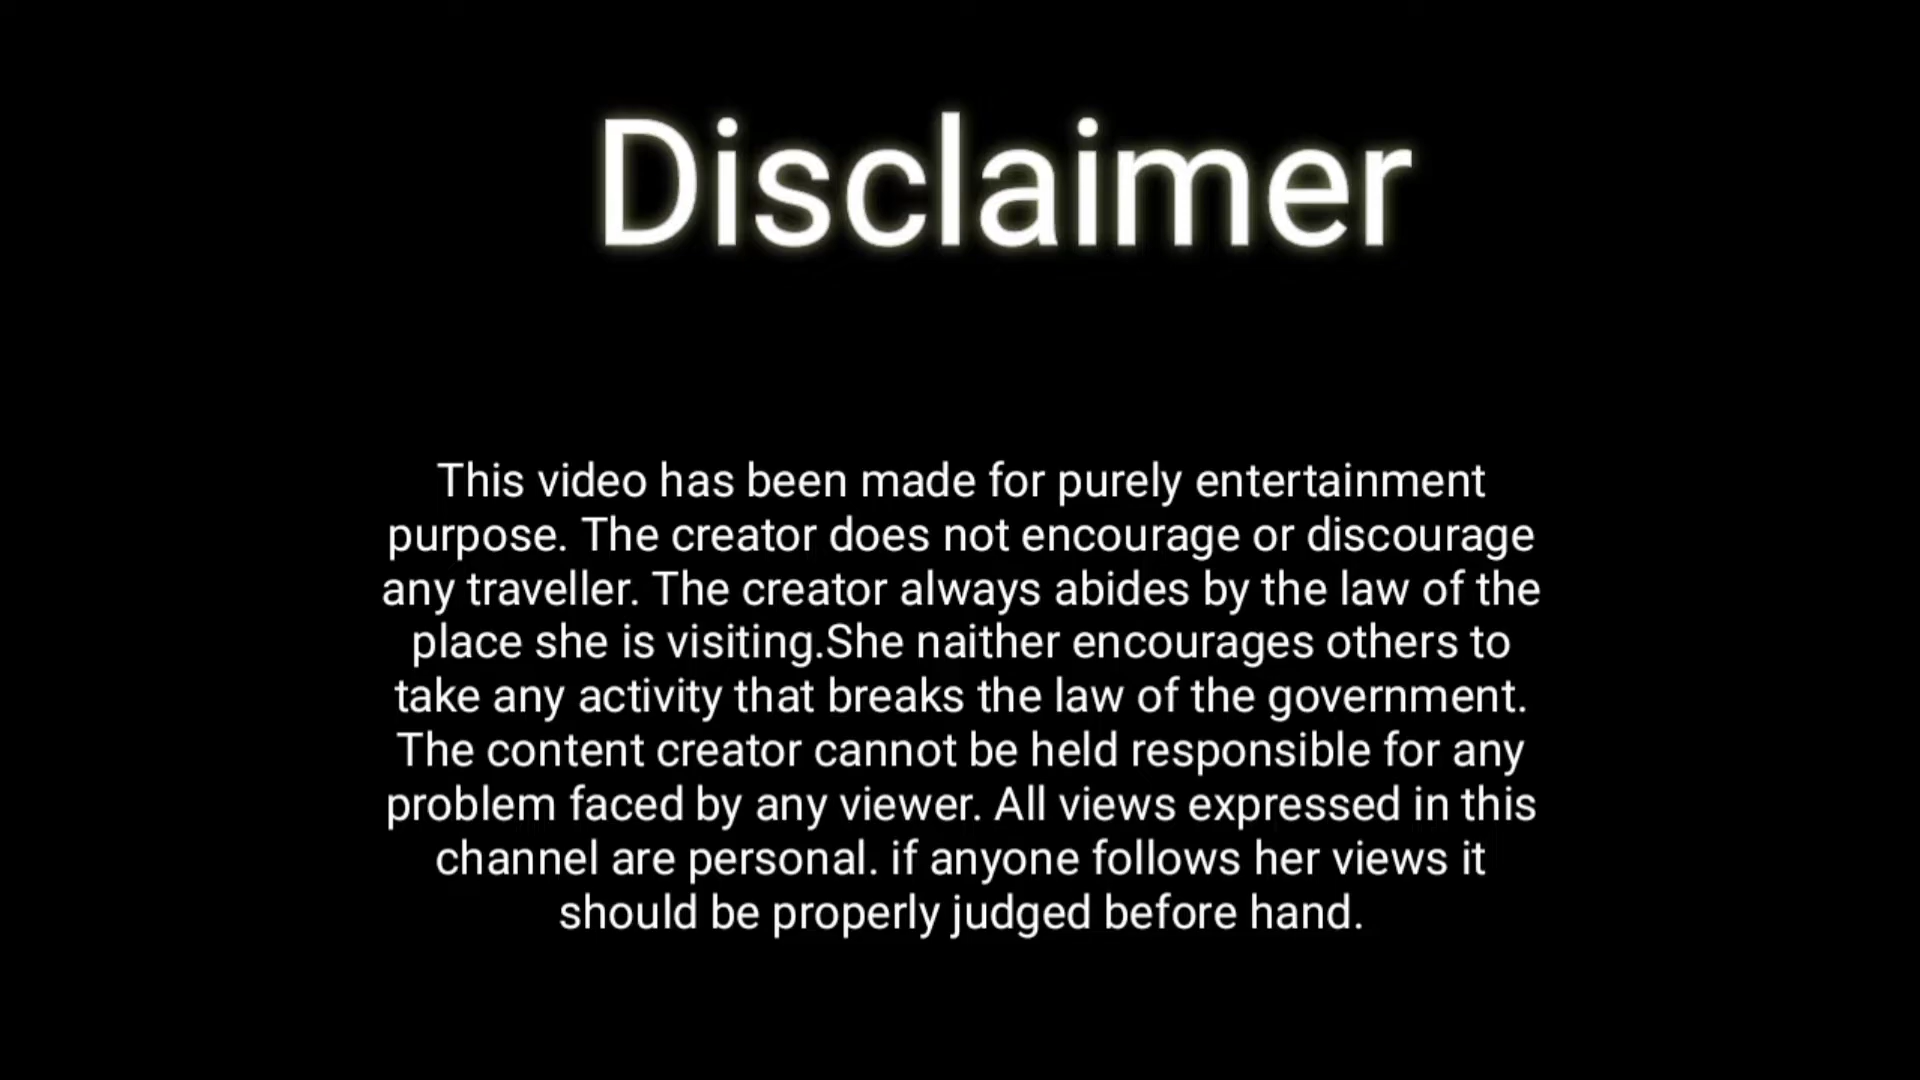 Disclaimer
This video has been made for purely entertainment
purpose. The creator does not encourage or discourage
any traveller. The creator always abides by the law of the
place she is visiting.She naither encourages others to
take any activity that breaks the law of the government.
The content creator cannot be held responsible for any
problem faced by any viewer. All views expressed in this
channel are personal. if anyone follows her views it
should be properly judged before hand.